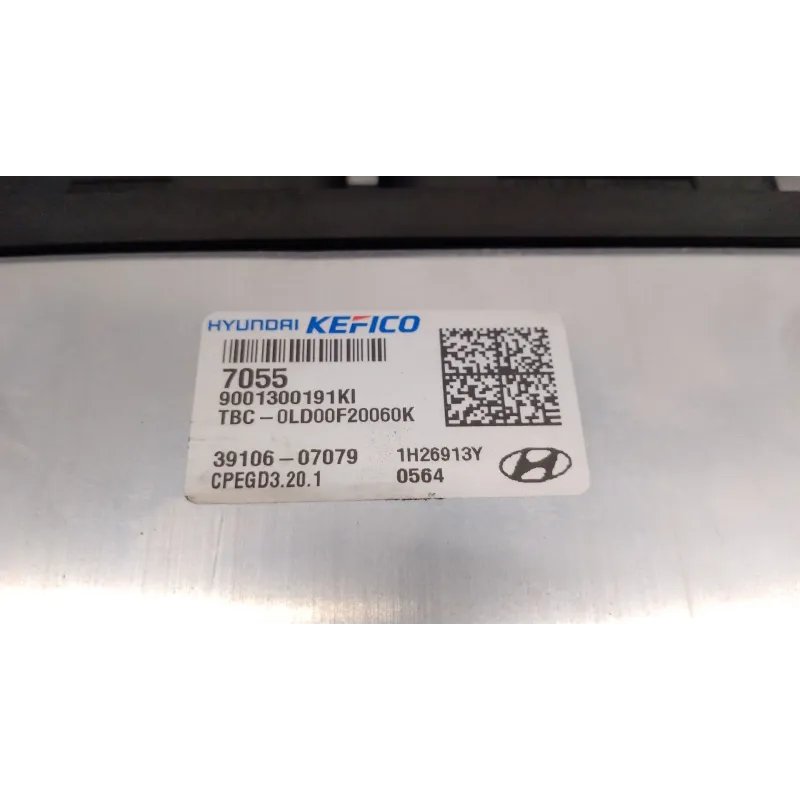 HYUNDAI KEFICO
7055
9001300191KI
TBC-0LD00F20060K
39106-07079 1H26913Y
CPEGD3.20.1 0564